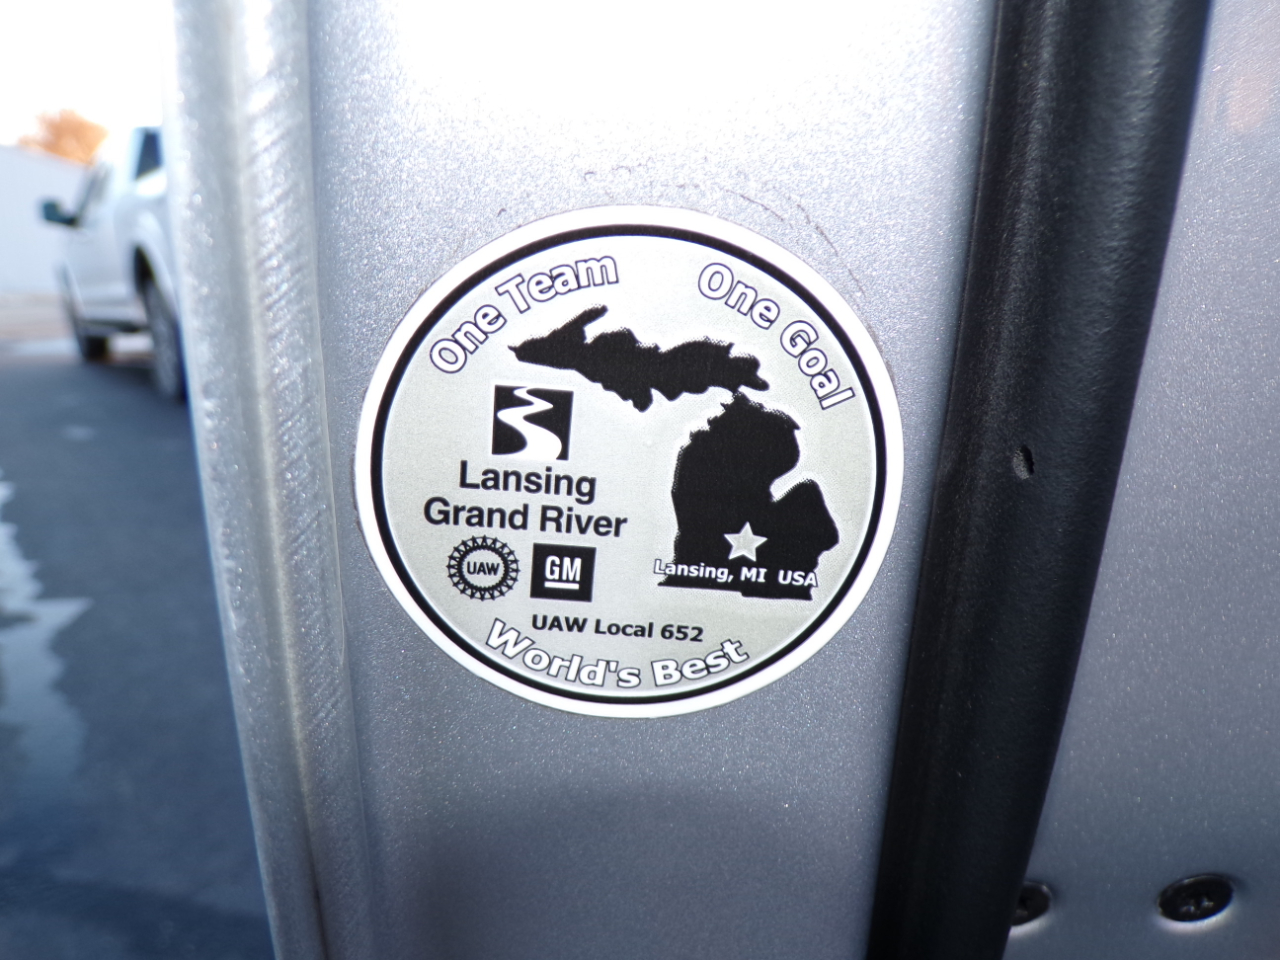 One Team One Goal
Lansing
Grand River
UAW
GM
Lansing, MI USA
UAW Local 652
World's Best